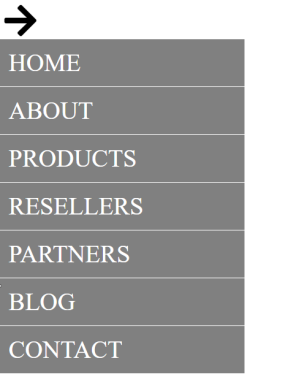 HOME
ABOUT
PRODUCTS
RESELLERS
PARTNERS
BLOG
CONTACT